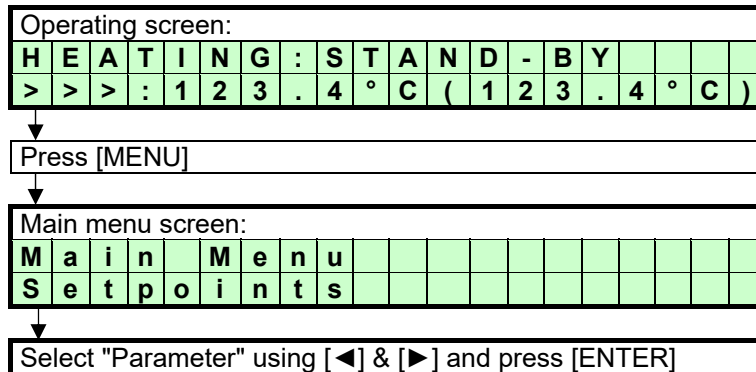 Operating screen:
HEATING:STAND-BY
>>>:123.4°C(123.4°C)
Press [MENU]
Main menu screen:
Main Menu
Setpoints
Select "Parameter" using [◄] & [►] and press [ENTER]